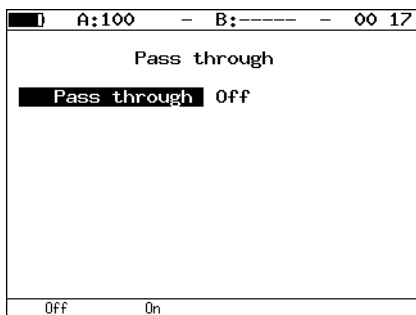 A:100 - B:----- - 00 17
Pass through
Pass through Off
Off On